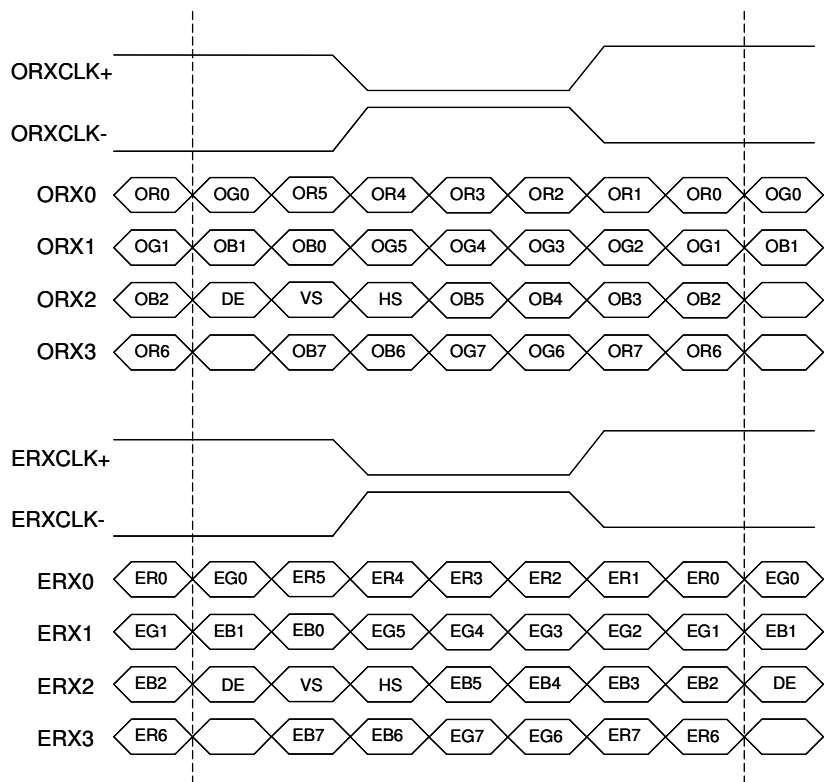 ORXCLK+
ORXCLK-
ORX0 OR0 OG0 OR5 OR4 OR3 OR2 OR1 OR0 OG0
ORX1 OG1 OB1 OB0 OG5 OG4 OG3 OG2 OG1 OB1
ORX2 OB2 DE VS HS OB5 OB4 OB3 OB2
ORX3 OR6 OB7 OB6 OG7 OG6 OR7 OR6
ERXCLK+
ERXCLK-
ERX0 ER0 EG0 ER5 ER4 ER3 ER2 ER1 ER0 EG0
ERX1 EG1 EB1 EB0 EG5 EG4 EG3 EG2 EG1 EB1
ERX2 EB2 DE VS HS EB5 EB4 EB3 EB2 DE
ERX3 ER6 EB7 EB6 EG7 EG6 ER7 ER6